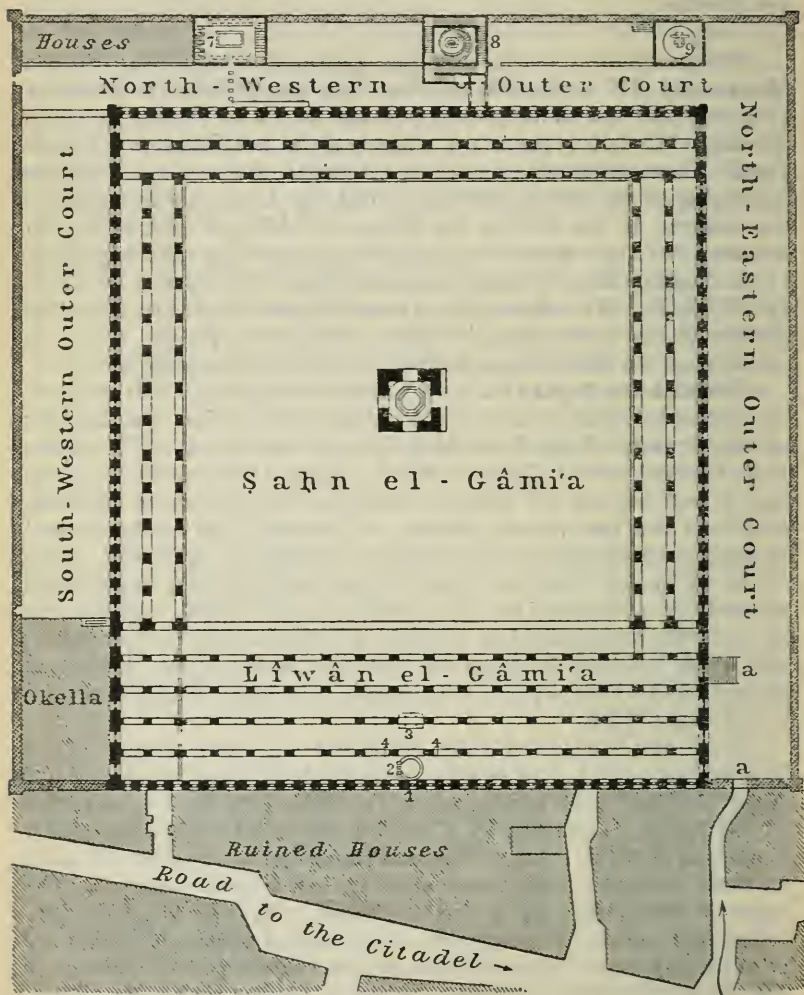 Houses
7
8
9
North-Western Outer Court
South-Western Outer Court
North-Eastern Outer Court
Ṣaḥn el-Gâmi'a
Lîwân el-Gâmi'a
a
Okella
3
4 4
2
a
1
Ruined Houses
Road to the Citadel